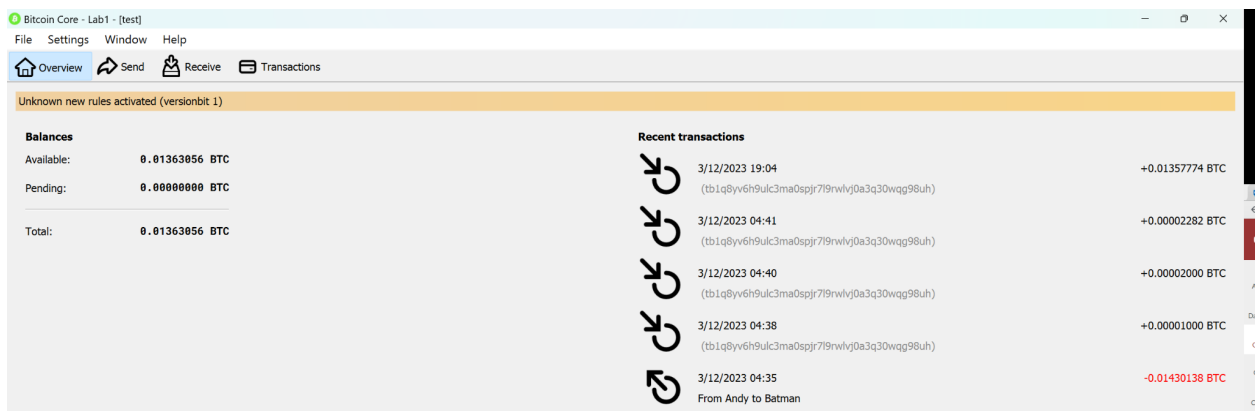 Bitcoin Core - Lab1 - [test]
File Settings Window Help
Overview Send Receive Transactions
Unknown new rules activated (versionbit 1)
Balances
Available: 0.01363056 BTC
Pending: 0.00000000 BTC
Total: 0.01363056 BTC
Recent transactions
3/12/2023 19:04 +0.01357774 BTC
(tb1q8yv6h9ulc3ma0spjr7l9rwlvj0a3q30wqg98uh)
3/12/2023 04:41 +0.00002282 BTC
(tb1q8yv6h9ulc3ma0spjr7l9rwlvj0a3q30wqg98uh)
3/12/2023 04:40 +0.00002000 BTC
(tb1q8yv6h9ulc3ma0spjr7l9rwlvj0a3q30wqg98uh)
3/12/2023 04:38 +0.00001000 BTC
(tb1q8yv6h9ulc3ma0spjr7l9rwlvj0a3q30wqg98uh)
3/12/2023 04:35 -0.01430138 BTC
From Andy to Batman